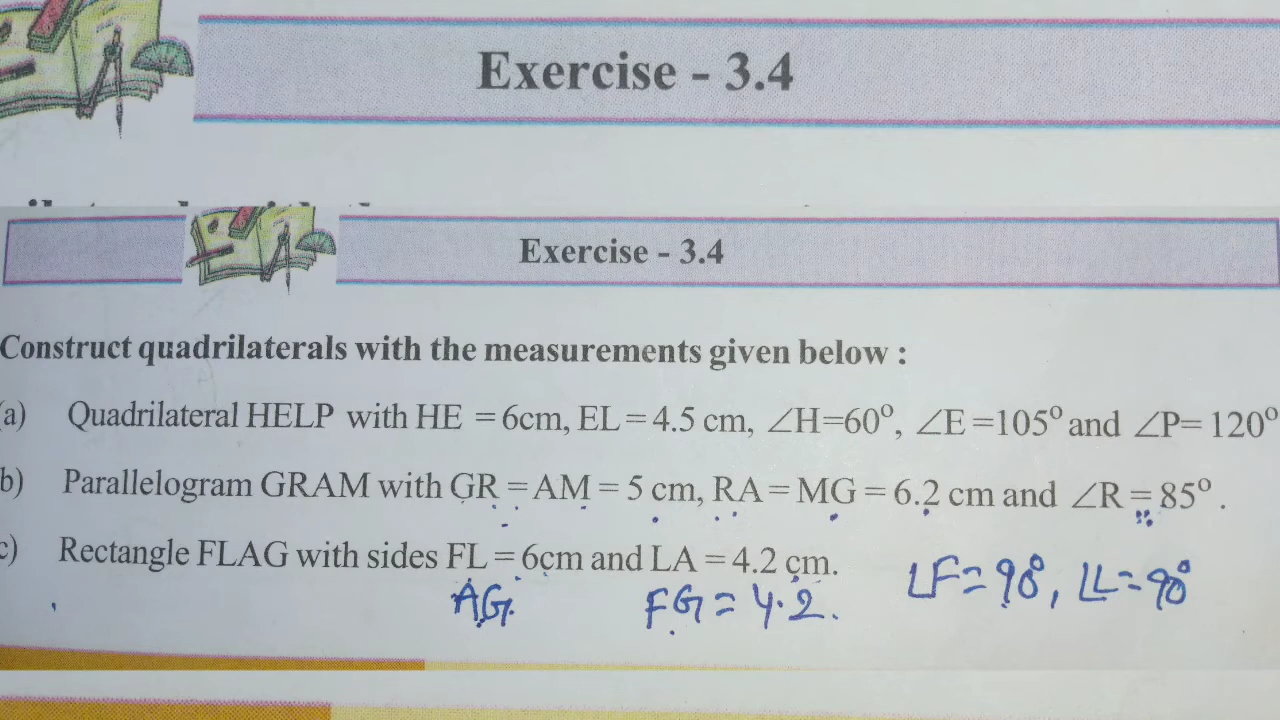 Exercise - 3.4
Exercise - 3.4
Construct quadrilaterals with the measurements given below :
(a) Quadrilateral HELP with HE = 6cm, EL = 4.5 cm, ∠H=60°, ∠E=105° and ∠P= 120°
b) Parallelogram GRAM with GR = AM = 5 cm, RA = MG = 6.2 cm and ∠R = 85° .
c) Rectangle FLAG with sides FL = 6cm and LA = 4.2 cm.
AG. FG = 4.2. ∠F = 90°, ∠L = 90°